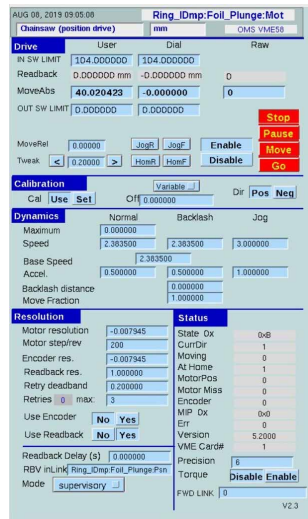 AUG 08, 2019 09:05:08 Ring_IDmp:Foil_Plunge:Mot
Chainsaw (position drive) mm OMS VME58
Drive User Dial Raw
IN SW LIMIT 1D4.DDDDDD 1D4.DDDDDD
Readback D.DDDDDD mm -D.DDDDDD mm D
MoveAbs 40.020423 -0.000000 0
OUT SW LIMIT D.DDDDDD D.DDDDDD
Stop
Pause
MoveRel 0.00000 JogR JogF Enable Move
Tweak < 0.20000 > HomR HomF Disable Go
Calibration Variable
Cal Use Set Off 0.000000 Dir Pos Neg
Dynamics Normal Backlash Jog
Maximum 0.000000
Speed 2.383500 2.383500 3.000000
Base Speed 2.383500
Accel. 0.500000 0.500000 1.000000
Backlash distance 0.000000
Move Fraction 1.000000
Resolution Status
Motor resolution -0.007945 State 0x 0xB
Motor step/rev 200 CurrDir 1
Moving 0
Encoder res. -0.007945 At Home 1
Readback res. 1.000000 MotorPos 0
Retry deadband 0.200000 Motor Miss 0
Retries 0 max: 3 Encoder 0
MIP 0x 0x0
Use Encoder No Yes Err 0
Use Readback No Yes Version 5.2000
VME Card# 1
Readback Delay (s) 0.000000 Precision 6
RBV inLink Ring_IDmp:Foil_Plunge:Psn Torque Disable Enable
Mode supervisory FWD LINK 0
V2.3